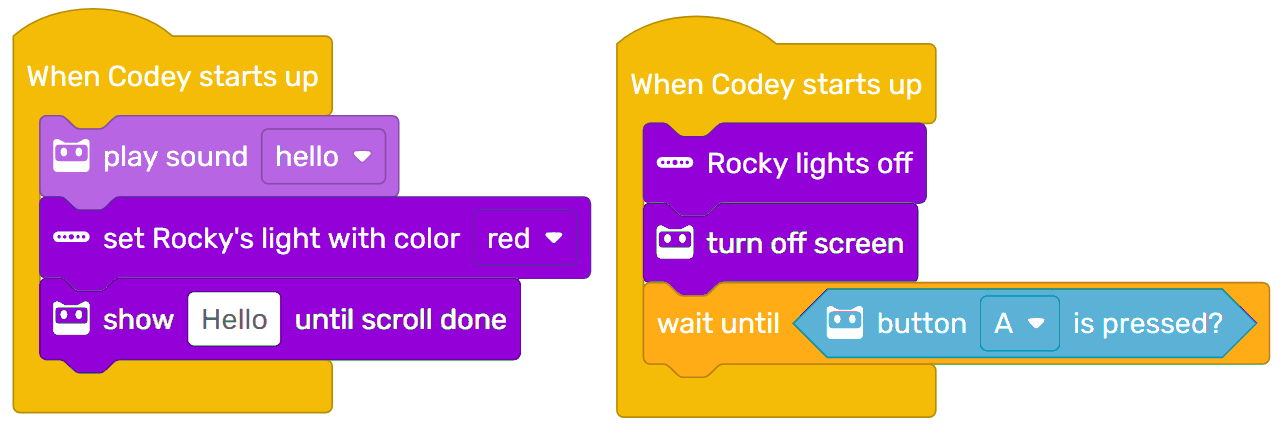 When Codey starts up
play sound hello
set Rocky's light with color red
show Hello until scroll done
When Codey starts up
Rocky lights off
turn off screen
wait until button A is pressed?